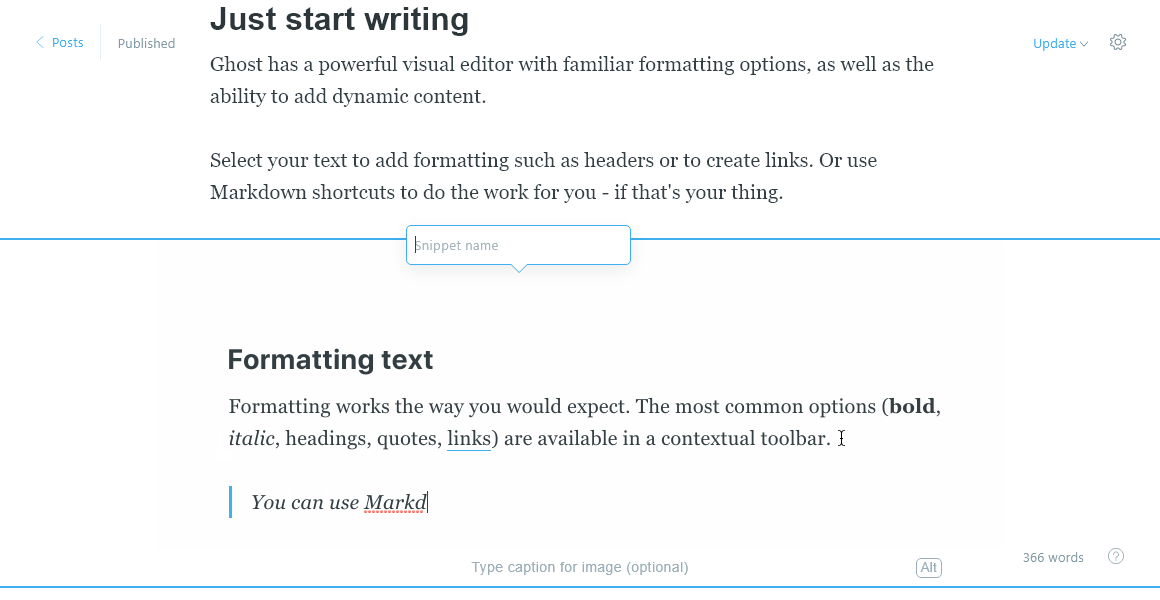 Just start writing
Posts
Published
Update
Ghost has a powerful visual editor with familiar formatting options, as well as the
ability to add dynamic content.
Select your text to add formatting such as headers or to create links. Or use
Markdown shortcuts to do the work for you - if that's your thing.
Snippet name
Formatting text
Formatting works the way you would expect. The most common options (bold,
italic, headings, quotes, links) are available in a contextual toolbar.
You can use Markd
366 words
?
Type caption for image (optional)
Alt